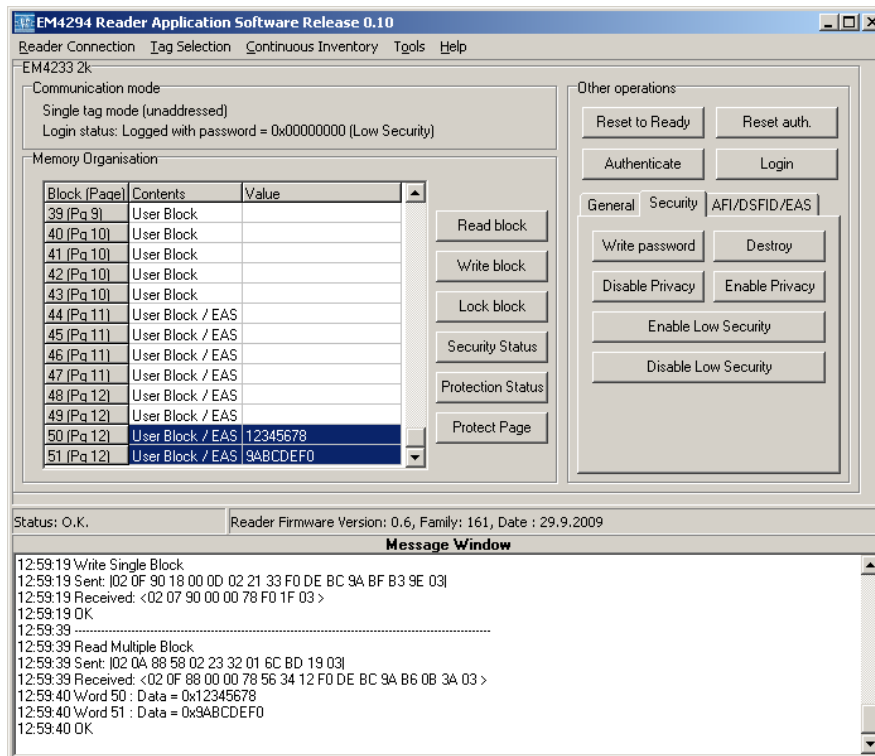 EM4294 Reader Application Software Release 0.10
Reader Connection Tag Selection Continuous Inventory Tools Help
EM4233 2k
Communication mode
Single tag mode (unaddressed)
Login status: Logged with password = 0x00000000 (Low Security)
Memory Organisation
Block (Page) Contents Value
39 (Pg 9) User Block
40 (Pg 10) User Block
41 (Pg 10) User Block
42 (Pg 10) User Block
43 (Pg 10) User Block
44 (Pg 11) User Block / EAS
45 (Pg 11) User Block / EAS
46 (Pg 11) User Block / EAS
47 (Pg 11) User Block / EAS
48 (Pg 12) User Block / EAS
49 (Pg 12) User Block / EAS
50 (Pg 12) User Block / EAS 12345678
51 (Pg 12) User Block / EAS 9ABCDEF0
Read block
Write block
Lock block
Security Status
Protection Status
Protect Page
Other operations
Reset to Ready Reset auth.
Authenticate Login
General Security AFI/DSFID/EAS
Write password Destroy
Disable Privacy Enable Privacy
Enable Low Security
Disable Low Security
Status: O.K. Reader Firmware Version: 0.6, Family: 161, Date : 29.9.2009
Message Window
12:59:19 Write Single Block
12:59:19 Sent: |02 0F 90 18 00 0D 02 21 33 F0 DE BC 9A BF B3 9E 03|
12:59:19 Received: <02 07 90 00 00 78 F0 1F 03 >
12:59:19 OK
12:59:39 ----------------------------------------------------------------------------------------------------
12:59:39 Read Multiple Block
12:59:39 Sent: |02 0A 88 58 02 23 32 01 6C BD 19 03|
12:59:39 Received: <02 0F 88 00 00 78 56 34 12 F0 DE BC 9A B6 0B 3A 03 >
12:59:40 Word 50 : Data = 0x12345678
12:59:40 Word 51 : Data = 0x9ABCDEF0
12:59:40 OK